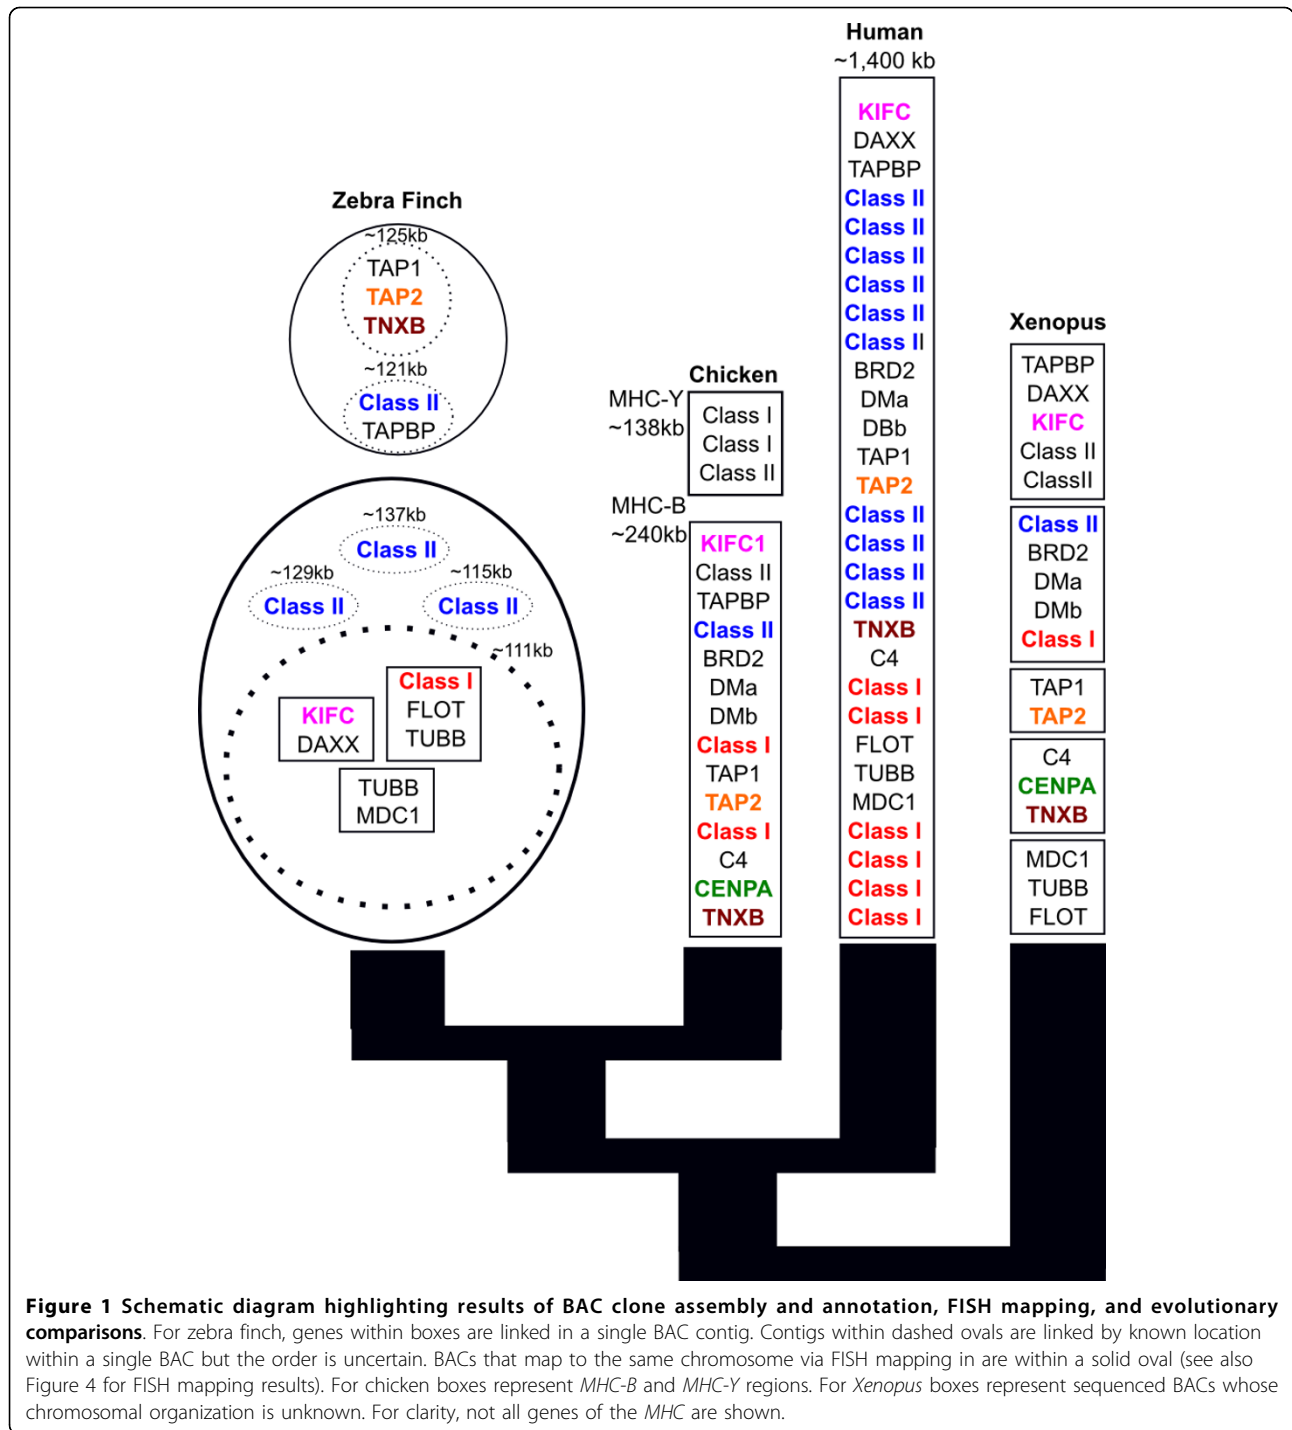 Zebra Finch
~125kb
TAP1
TAP2
TNXB
~121kb
Class II
TAPBP
~137kb
Class II
~129kb
Class II
~115kb
Class II
~111kb
KIFC
DAXX
Class I
FLOT
TUBB
TUBB
MDC1
Chicken
MHC-Y
~138kb
Class I
Class I
Class II
MHC-B
~240kb
KIFC1
Class II
TAPBP
Class II
BRD2
DMa
DMb
Class I
TAP1
TAP2
Class I
C4
CENPA
TNXB
Human
~1,400 kb
KIFC
DAXX
TAPBP
Class II
Class II
Class II
Class II
Class II
Class II
BRD2
DMa
DBb
TAP1
TAP2
Class II
Class II
Class II
Class II
TNXB
C4
Class I
Class I
FLOT
TUBB
MDC1
Class I
Class I
Class I
Class I
Xenopus
TAPBP
DAXX
KIFC
Class II
ClassII
Class II
BRD2
DMa
DMb
Class I
TAP1
TAP2
C4
CENPA
TNXB
MDC1
TUBB
FLOT
Figure 1 Schematic diagram highlighting results of BAC clone assembly and annotation, FISH mapping, and evolutionary
comparisons. For zebra finch, genes within boxes are linked in a single BAC contig. Contigs within dashed ovals are linked by known location
within a single BAC but the order is uncertain. BACs that map to the same chromosome via FISH mapping in are within a solid oval (see also
Figure 4 for FISH mapping results). For chicken boxes represent MHC-B and MHC-Y regions. For Xenopus boxes represent sequenced BACs whose
chromosomal organization is unknown. For clarity, not all genes of the MHC are shown.